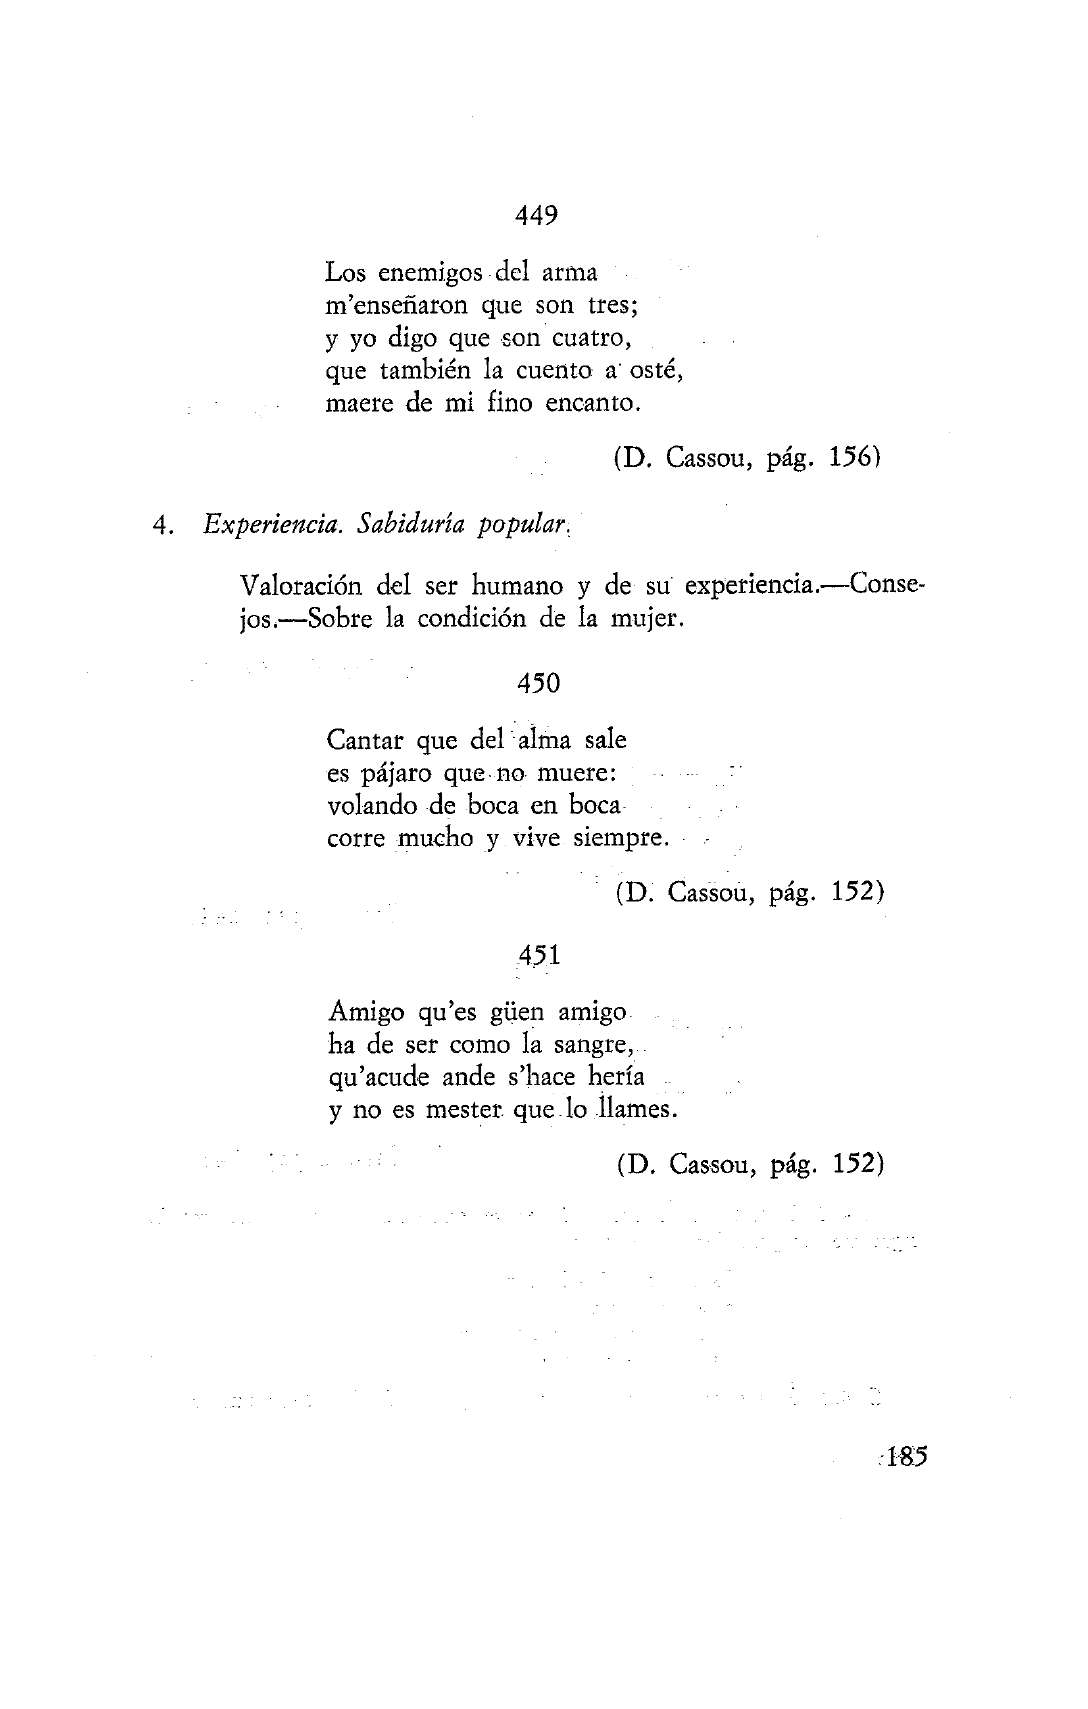 449
Los enemigos del arma
m'enseñaron que son tres;
y yo digo que son cuatro,
que también la cuento a osté,
maere de mi fino encanto.
(D. Cassou, pág. 156)
4. Experiencia. Sabiduría popular.
Valoración del ser humano y de su experiencia.—Conse-
jos.—Sobre la condición de la mujer.
450
Cantar que del alma sale
es pájaro que no muere:
volando de boca en boca
corre mucho y vive siempre.
(D. Cassou, pág. 152)
451
Amigo qu'es güen amigo
ha de ser como la sangre,
qu'acude ande s'hace hería
y no es mester que lo llames.
(D. Cassou, pág. 152)
185